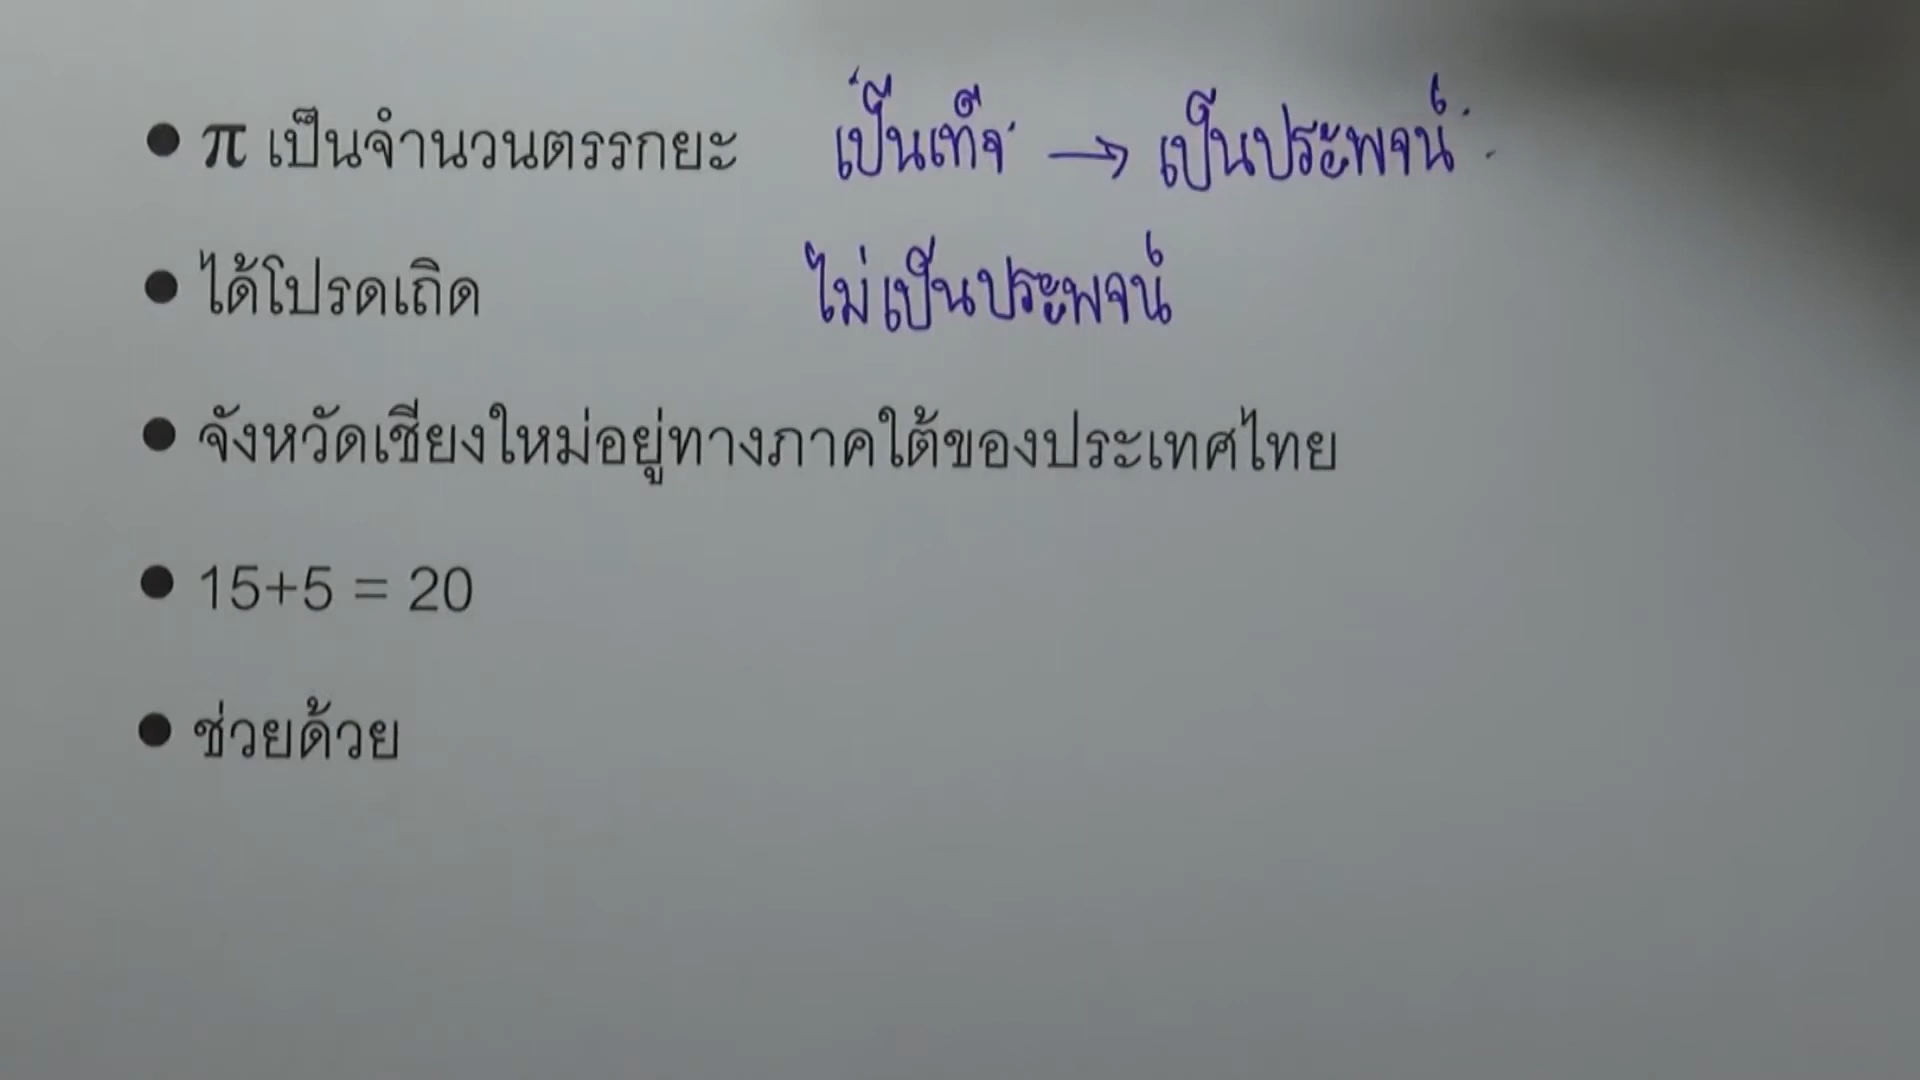 ● π เป็นจำนวนตรรกยะ เป็นเท็จ → เป็นประพจน์
● ได้โปรดเถิด ไม่เป็นประพจน์
● จังหวัดเชียงใหม่อยู่ทางภาคใต้ของประเทศไทย
● 15+5 = 20
● ช่วยด้วย